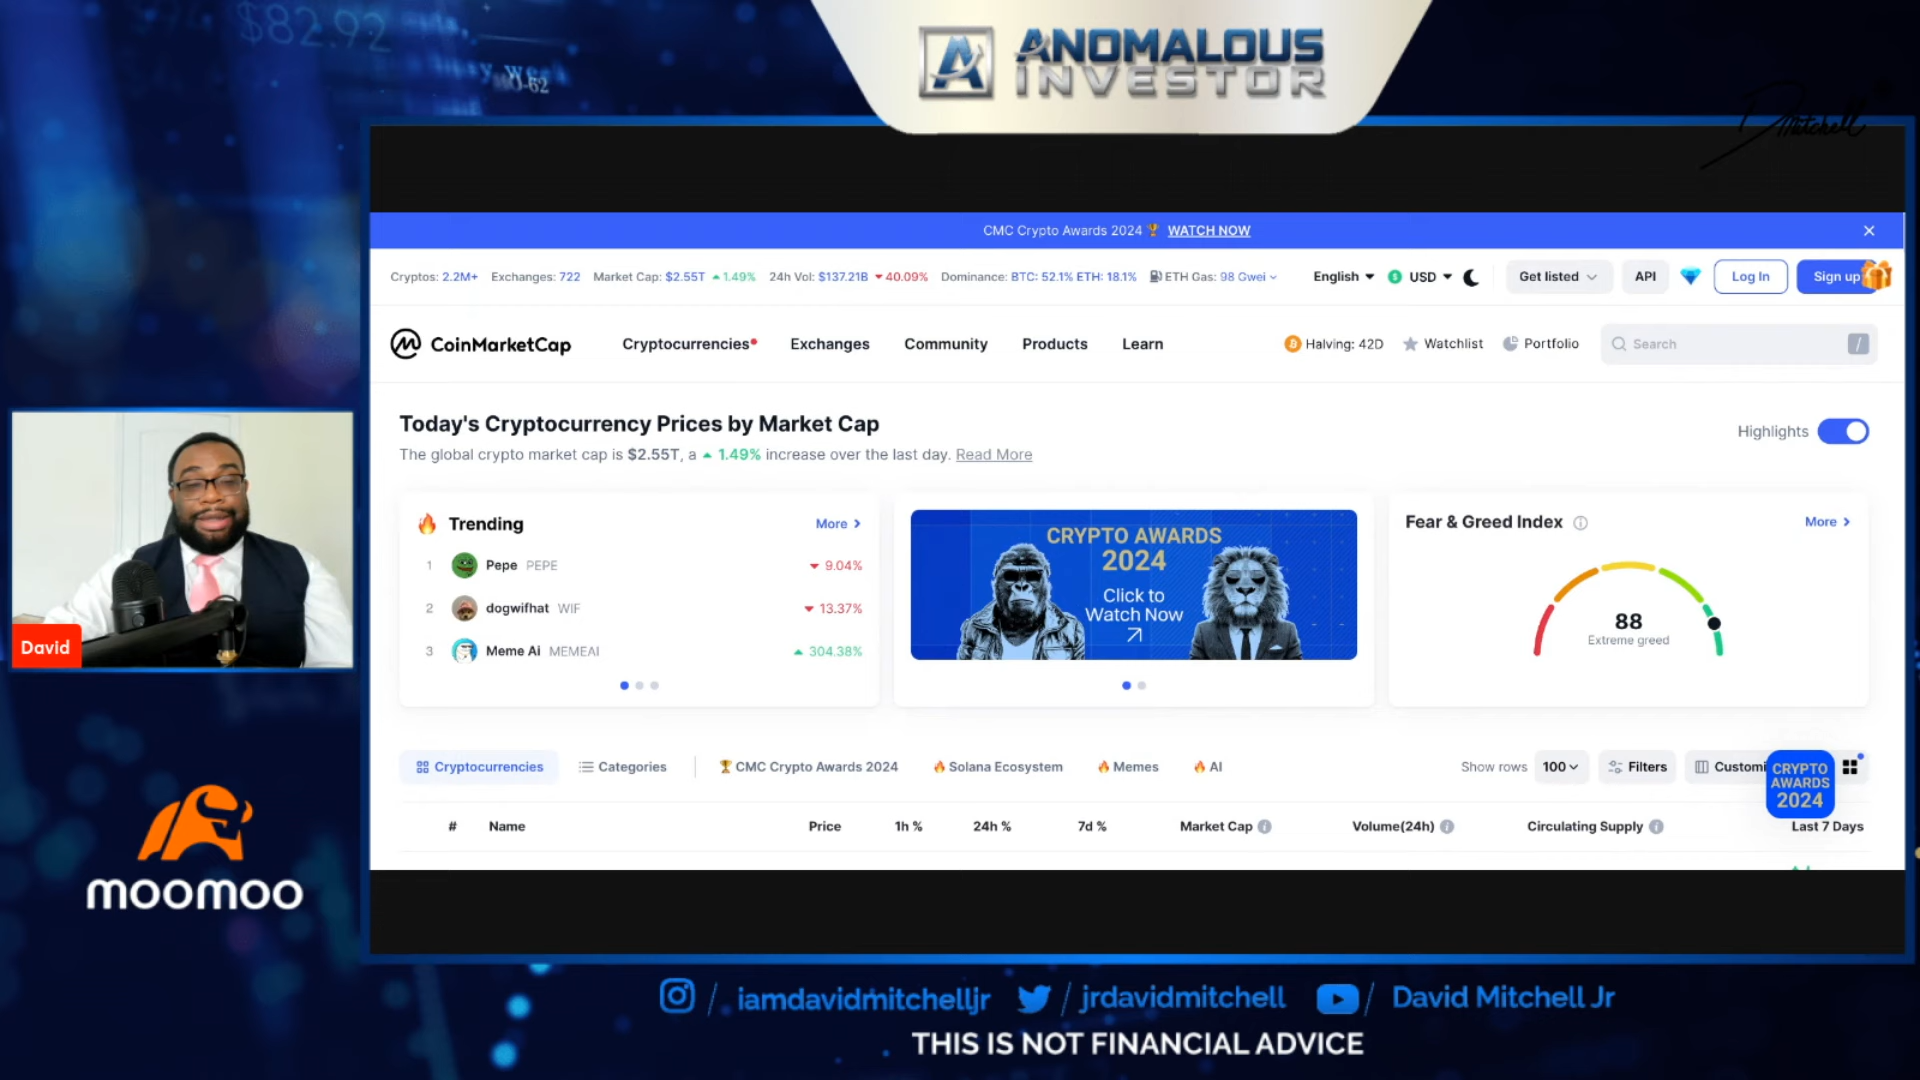 $82.92
ANOMALOUS
INVESTOR
D Mitchell
CMC Crypto Awards 2024 WATCH NOW
Cryptos: 2.2M+ Exchanges: 722 Market Cap: $2.55T 1.49% 24h Vol: $137.21B 40.09% Dominance: BTC: 52.1% ETH: 18.1% ETH Gas: 98 Gwei English USD Get listed API Log In Sign up
CoinMarketCap Cryptocurrencies Exchanges Community Products Learn Halving: 42D Watchlist Portfolio Search /
Today's Cryptocurrency Prices by Market Cap
Highlights
The global crypto market cap is $2.55T, a 1.49% increase over the last day. Read More
Trending More
1 Pepe PEPE 9.04%
2 dogwifhat WIF 13.37%
3 Meme Ai MEMEAI 304.38%
CRYPTO AWARDS
2024
Click to
Watch Now
Fear & Greed Index More
88
Extreme greed
David
Cryptocurrencies Categories CMC Crypto Awards 2024 Solana Ecosystem Memes AI Show rows 100 Filters Customi
CRYPTO
AWARDS
2024
# Name Price 1h % 24h % 7d % Market Cap Volume(24h) Circulating Supply Last 7 Days
moomoo
/ iamdavidmitchelljr / jrdavidmitchell / David Mitchell Jr
THIS IS NOT FINANCIAL ADVICE